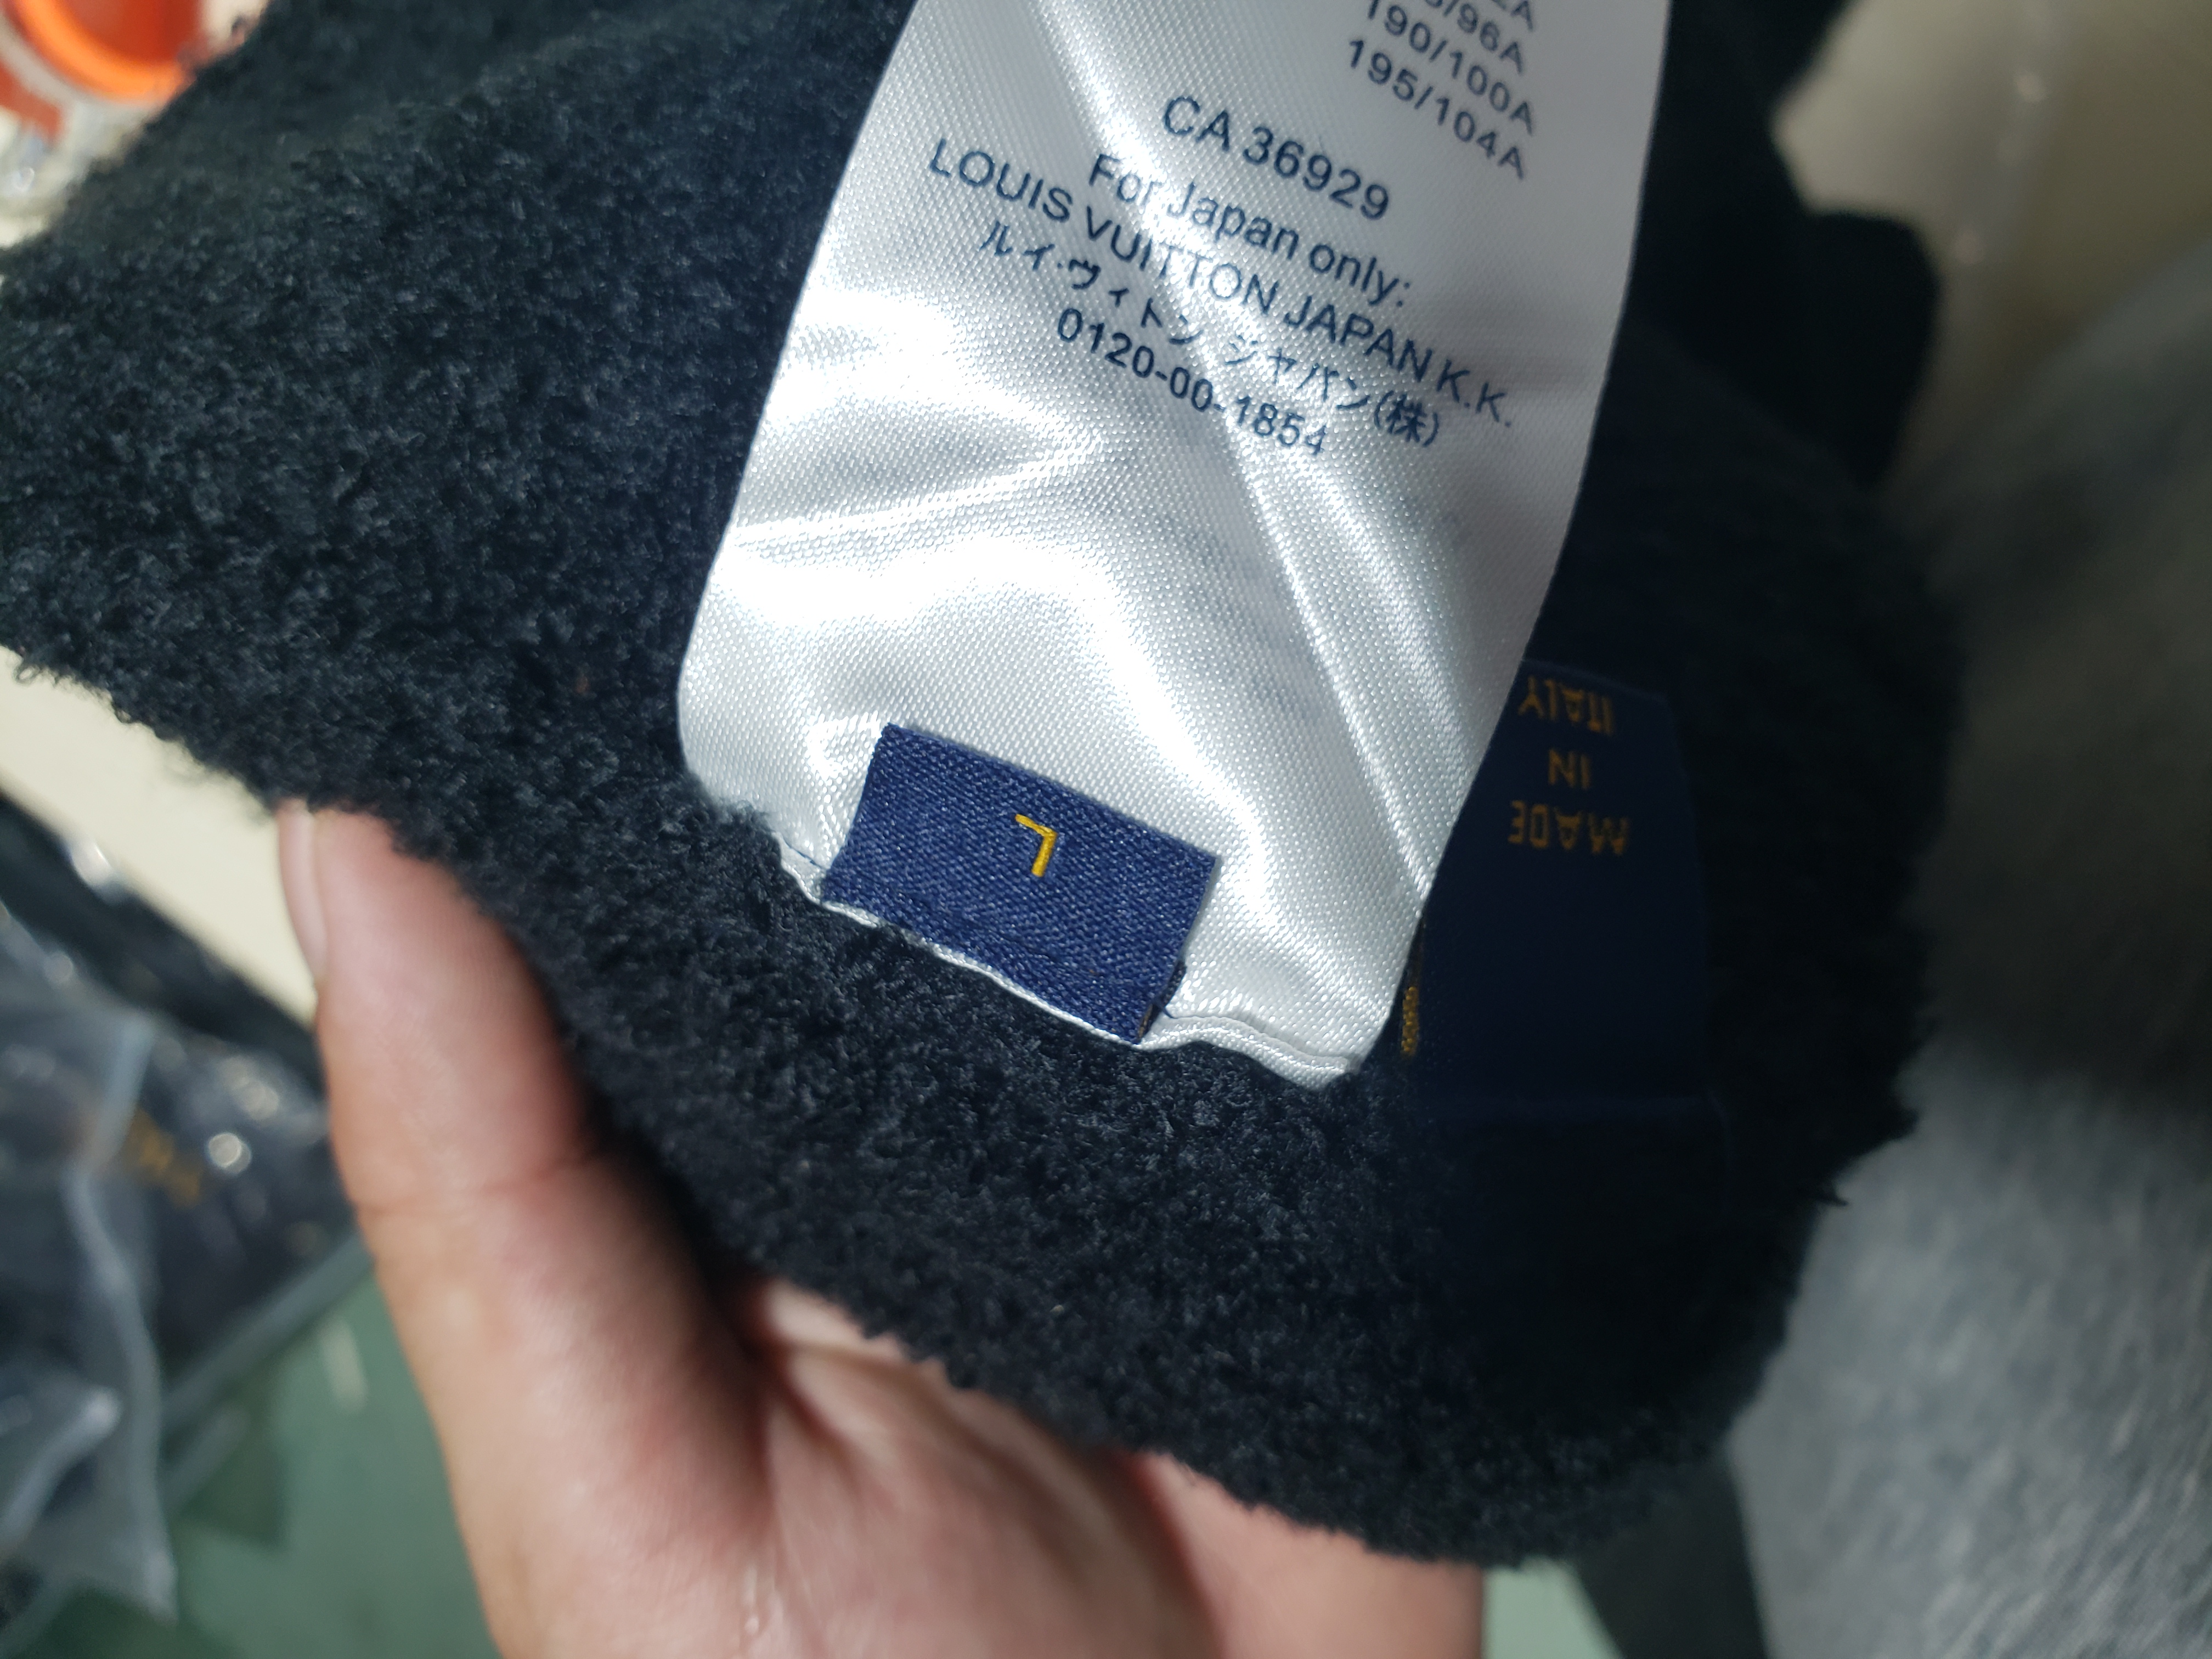 190/100A
195/104A
CA 36929
For Japan only:
LOUIS VUITTON JAPAN K.K.
ルイ・ヴィトン ジャパン(株)
0120-00-1854
L
MADE
IN
ITALY